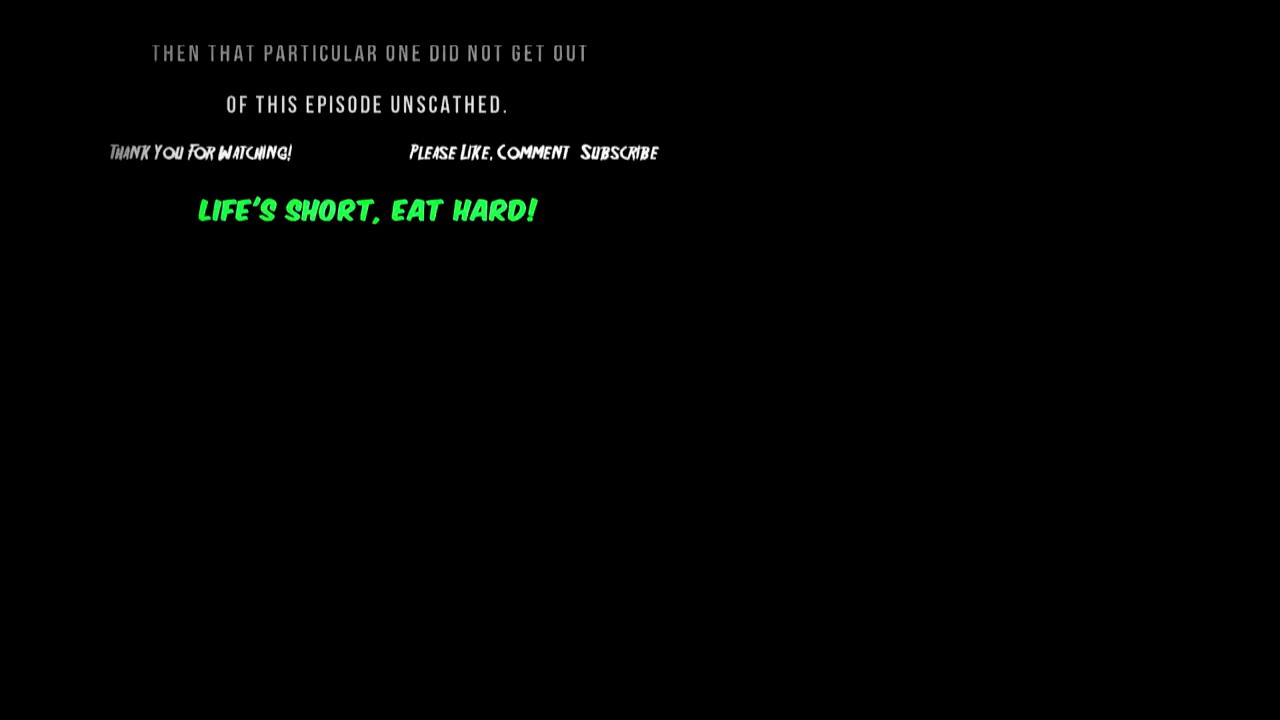 THEN THAT PARTICULAR ONE DID NOT GET OUT
OF THIS EPISODE UNSCATHED.
THANK YOU FOR WATCHING! PLEASE LIKE, COMMENT SUBSCRIBE
LIFE'S SHORT, EAT HARD!